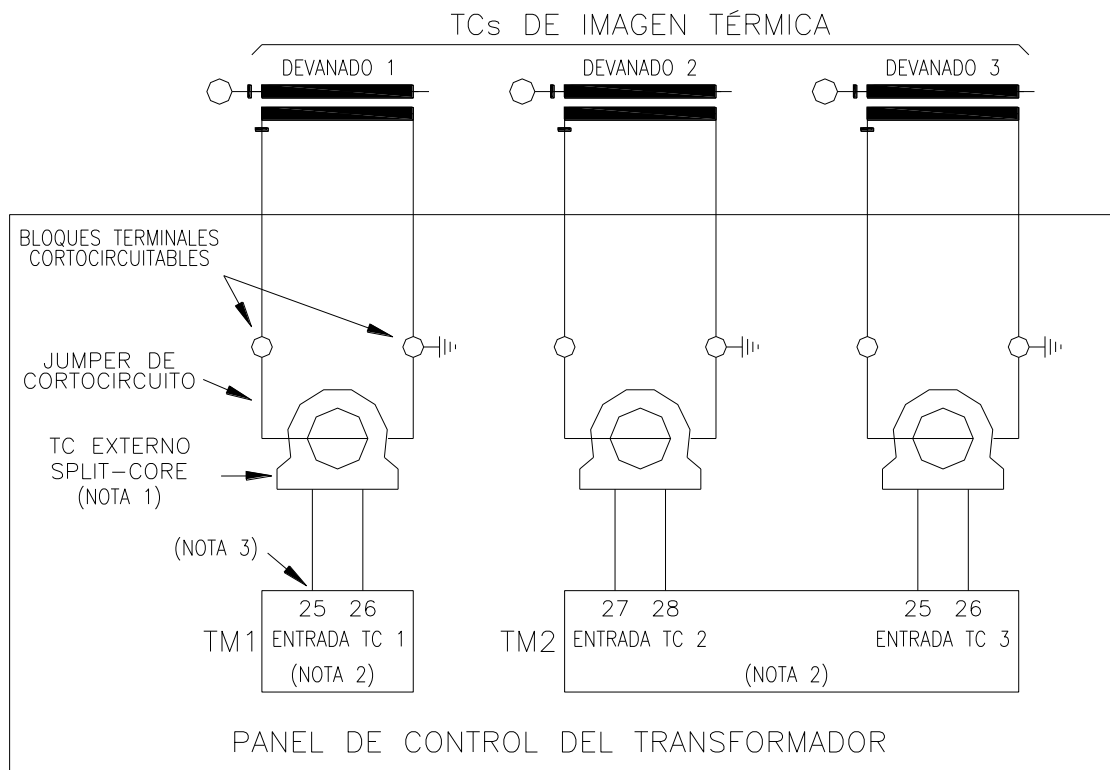 TCs DE IMAGEN TÉRMICA
DEVANADO 1
DEVANADO 2
DEVANADO 3
BLOQUES TERMINALES
CORTOCIRCUITABLES
JUMPER DE
CORTOCIRCUITO
TC EXTERNO
SPLIT-CORE
(NOTA 1)
(NOTA 3)
25 26
27 28
25 26
TM1
ENTRADA TC 1
(NOTA 2)
TM2
ENTRADA TC 2
ENTRADA TC 3
(NOTA 2)
PANEL DE CONTROL DEL TRANSFORMADOR